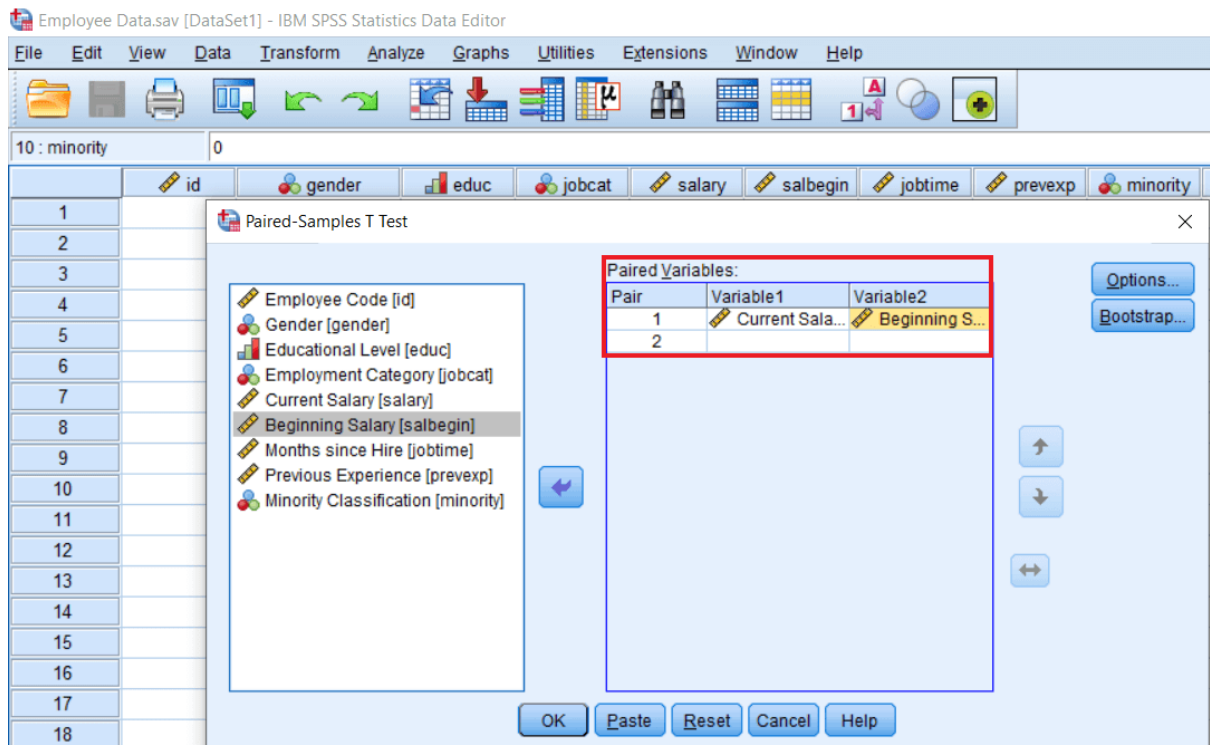 Employee Data.sav [DataSet1] - IBM SPSS Statistics Data Editor
File Edit View Data Transform Analyze Graphs Utilities Extensions Window Help
μ A 1
10 : minority 0
id gender educ jobcat salary salbegin jobtime prevexp minority
1
2
3
4
5
6
7
8
9
10
11
12
13
14
15
16
17
18
Paired-Samples T Test
Employee Code [id]
Gender [gender]
Educational Level [educ]
Employment Category [jobcat]
Current Salary [salary]
Beginning Salary [salbegin]
Months since Hire [jobtime]
Previous Experience [prevexp]
Minority Classification [minority]
Paired Variables:
Pair Variable1 Variable2
1 Current Sala... Beginning S...
2
Options...
Bootstrap...
OK Paste Reset Cancel Help